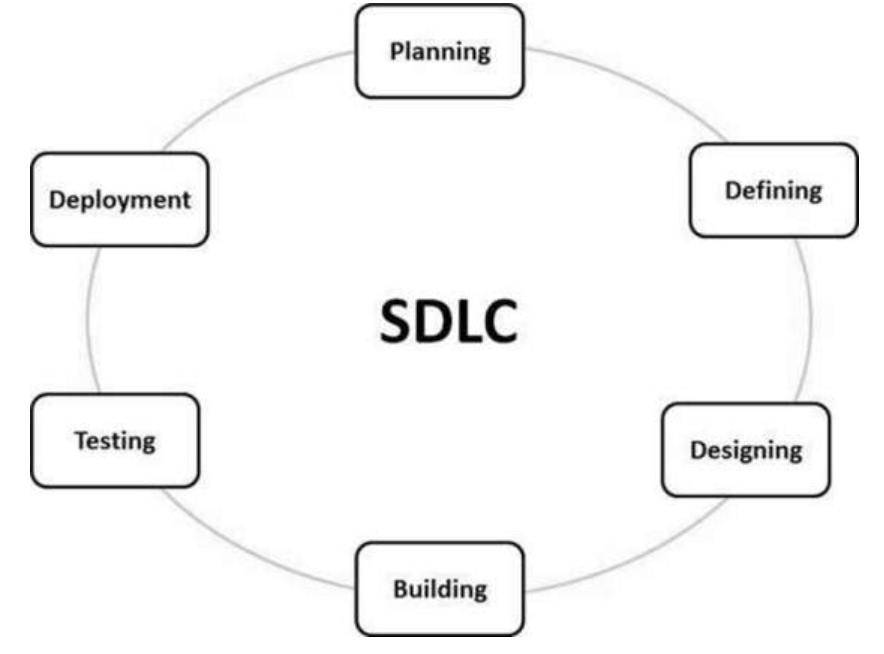 Planning
Defining
Designing
Building
Testing
Deployment
SDLC